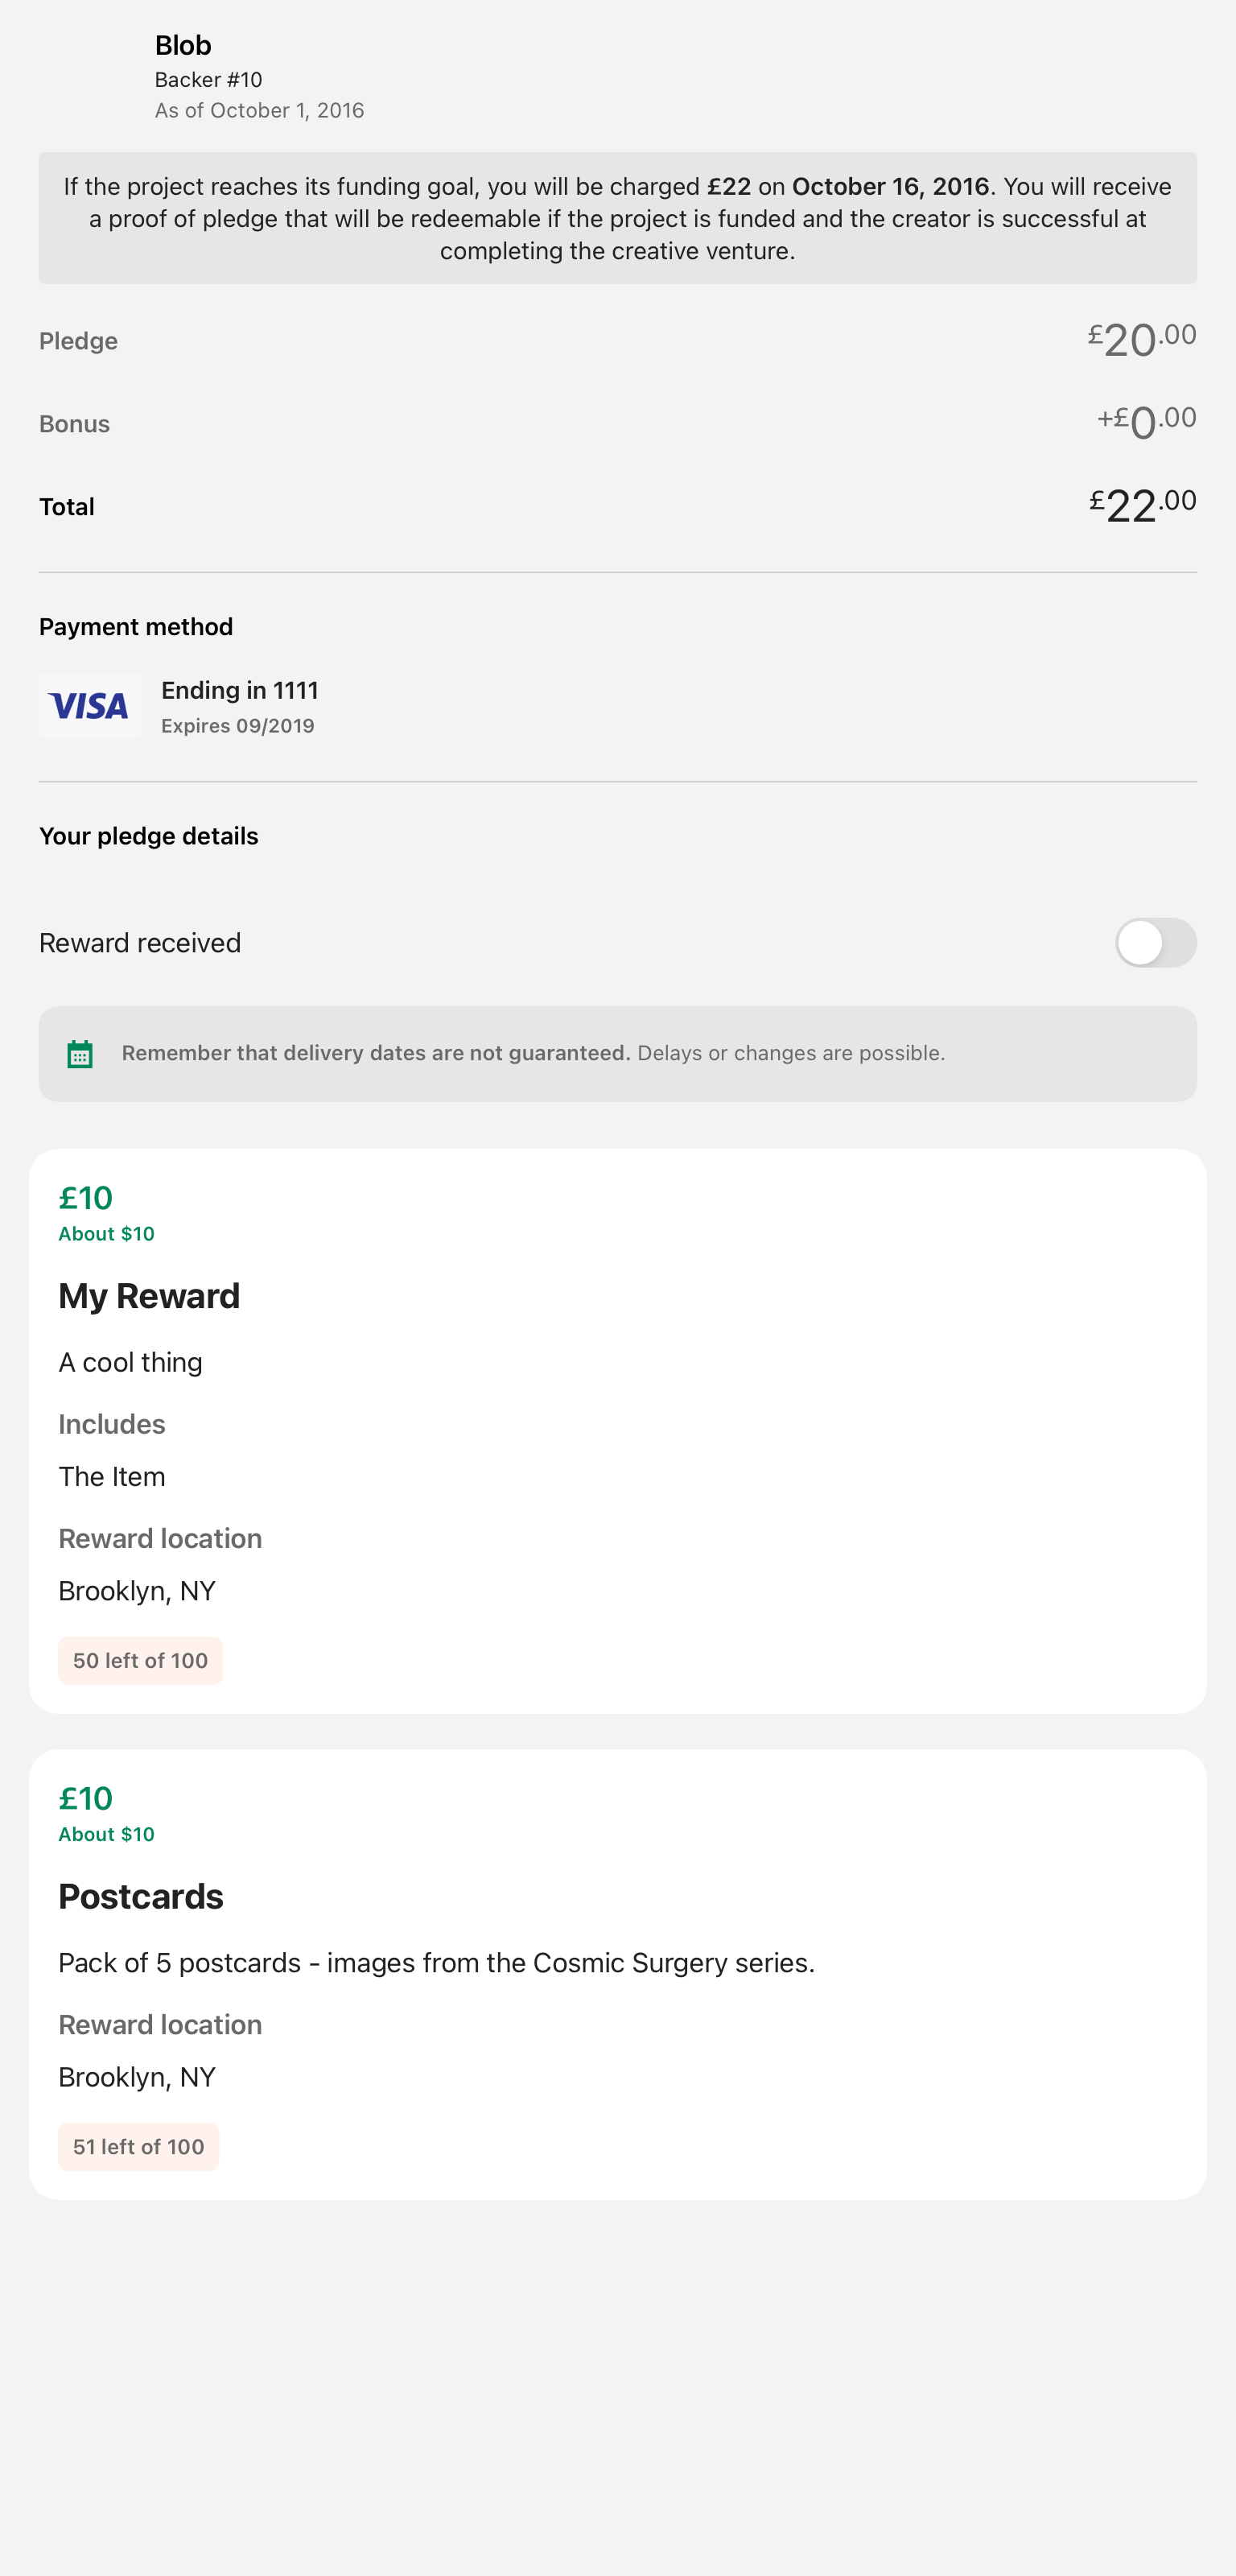 Blob
Backer #10
As of October 1, 2016
If the project reaches its funding goal, you will be charged £22 on October 16, 2016. You will receive
a proof of pledge that will be redeemable if the project is funded and the creator is successful at
completing the creative venture.
Pledge £20.00
Bonus +£0.00
Total £22.00
Payment method
VISA Ending in 1111
Expires 09/2019
Your pledge details
Reward received
Remember that delivery dates are not guaranteed. Delays or changes are possible.
£10
About $10
My Reward
A cool thing
Includes
The Item
Reward location
Brooklyn, NY
50 left of 100
£10
About $10
Postcards
Pack of 5 postcards - images from the Cosmic Surgery series.
Reward location
Brooklyn, NY
51 left of 100